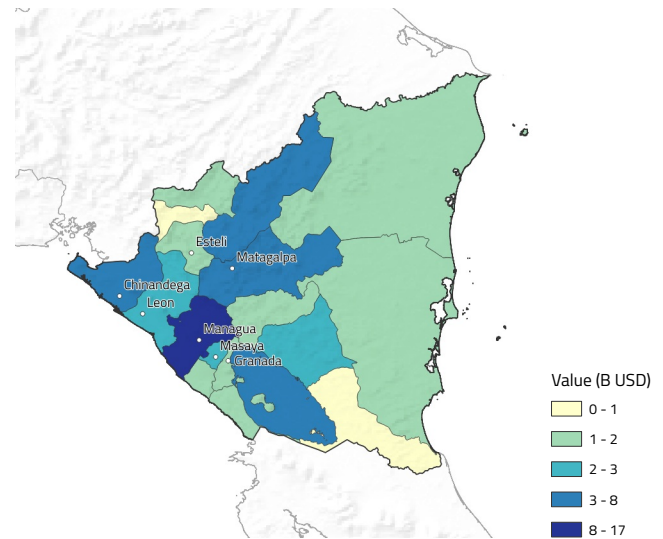 Esteli
Matagalpa
Chinandega
Leon
Managua
Masaya
Granada
Value (B USD)
0 - 1
1 - 2
2 - 3
3 - 8
8 - 17